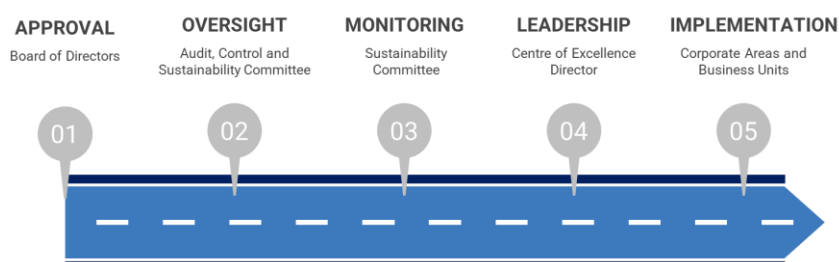 APPROVAL
Board of Directors
01
OVERSIGHT
Audit, Control and
Sustainability Committee
02
MONITORING
Sustainability
Committee
03
LEADERSHIP
Centre of Excellence
Director
04
IMPLEMENTATION
Corporate Areas and
Business Units
05